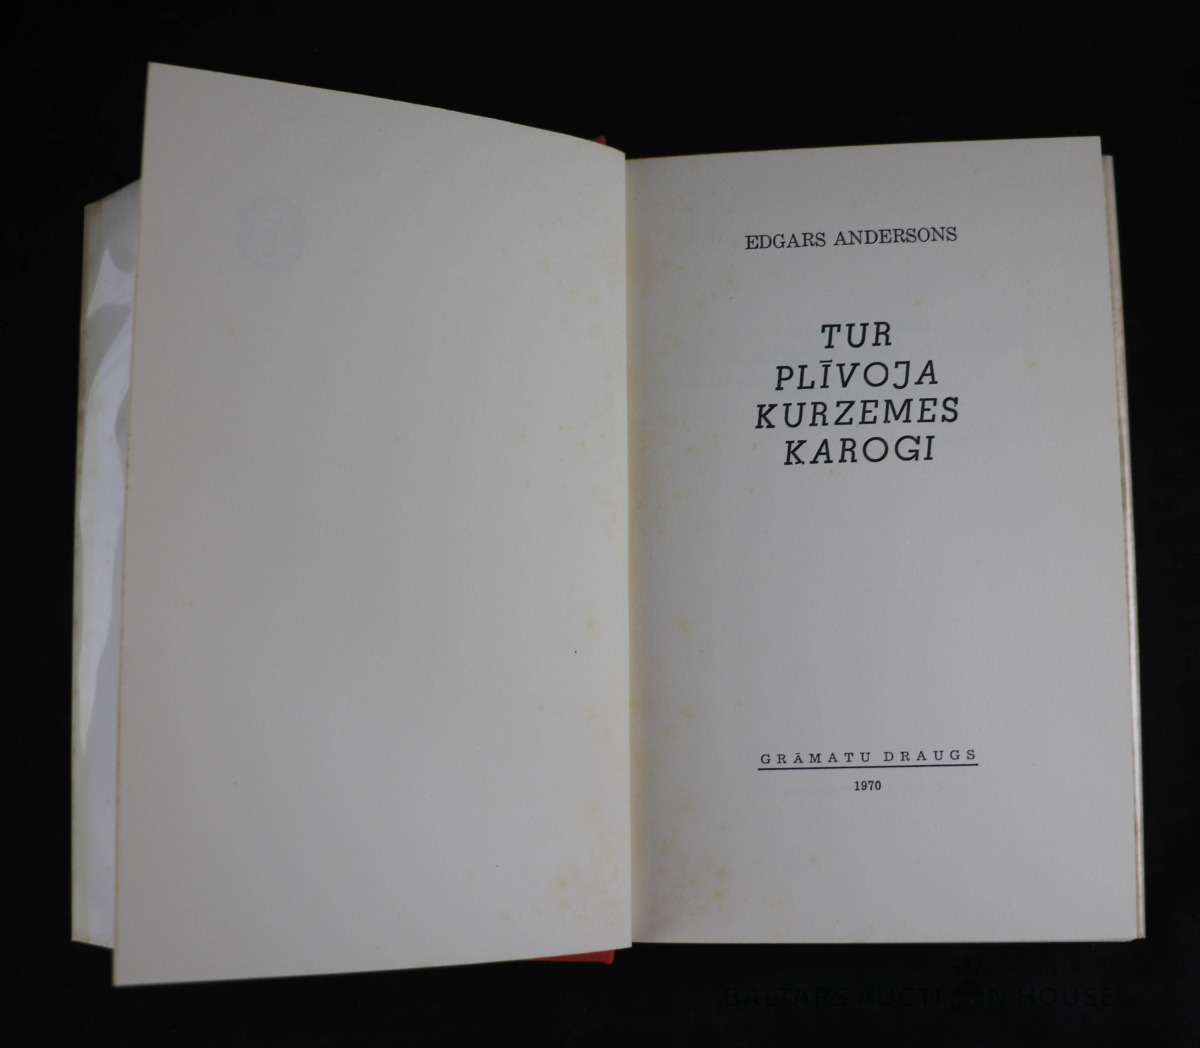 EDGARS ANDERSONS
TUR
PLĪVOJA
KURZEMES
KAROGI
GRĀMATU DRAUGS
1970
BALTARS AUCTION HOUSE